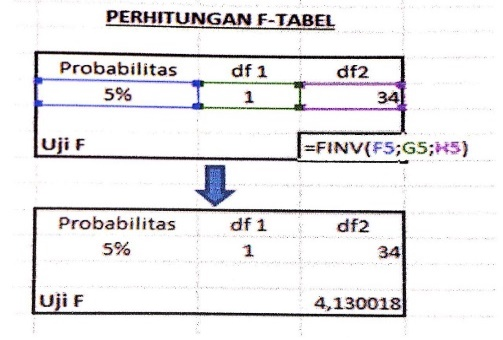 PERHITUNGAN F-TABEL
Probabilitas df 1 df2
5% 1 34
Uji F =FINV(F5;G5;H5)
Probabilitas df 1 df2
5% 1 34
Uji F 4,130018